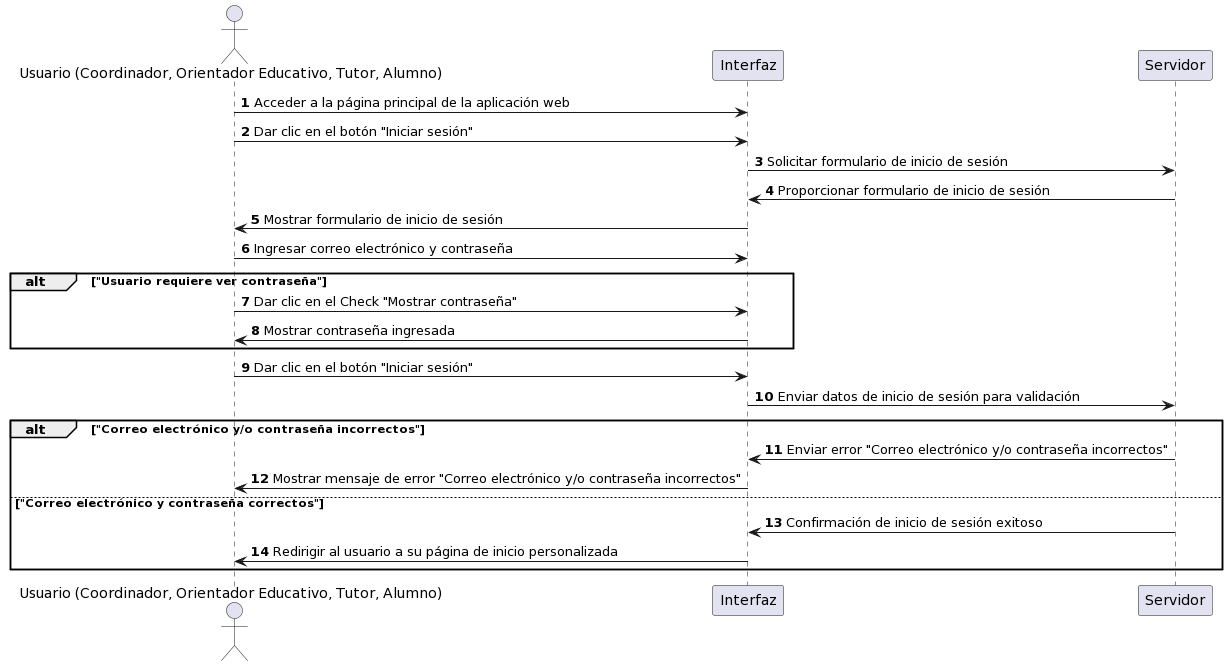 Usuario (Coordinador, Orientador Educativo, Tutor, Alumno)
Interfaz
Servidor
1 Acceder a la página principal de la aplicación web
2 Dar clic en el botón "Iniciar sesión"
3 Solicitar formulario de inicio de sesión
4 Proporcionar formulario de inicio de sesión
5 Mostrar formulario de inicio de sesión
6 Ingresar correo electrónico y contraseña
alt ["Usuario requiere ver contraseña"]
7 Dar clic en el Check "Mostrar contraseña"
8 Mostrar contraseña ingresada
9 Dar clic en el botón "Iniciar sesión"
10 Enviar datos de inicio de sesión para validación
alt ["Correo electrónico y/o contraseña incorrectos"]
11 Enviar error "Correo electrónico y/o contraseña incorrectos"
12 Mostrar mensaje de error "Correo electrónico y/o contraseña incorrectos"
["Correo electrónico y contraseña correctos"]
13 Confirmación de inicio de sesión exitoso
14 Redirigir al usuario a su página de inicio personalizada
Usuario (Coordinador, Orientador Educativo, Tutor, Alumno)
Interfaz
Servidor